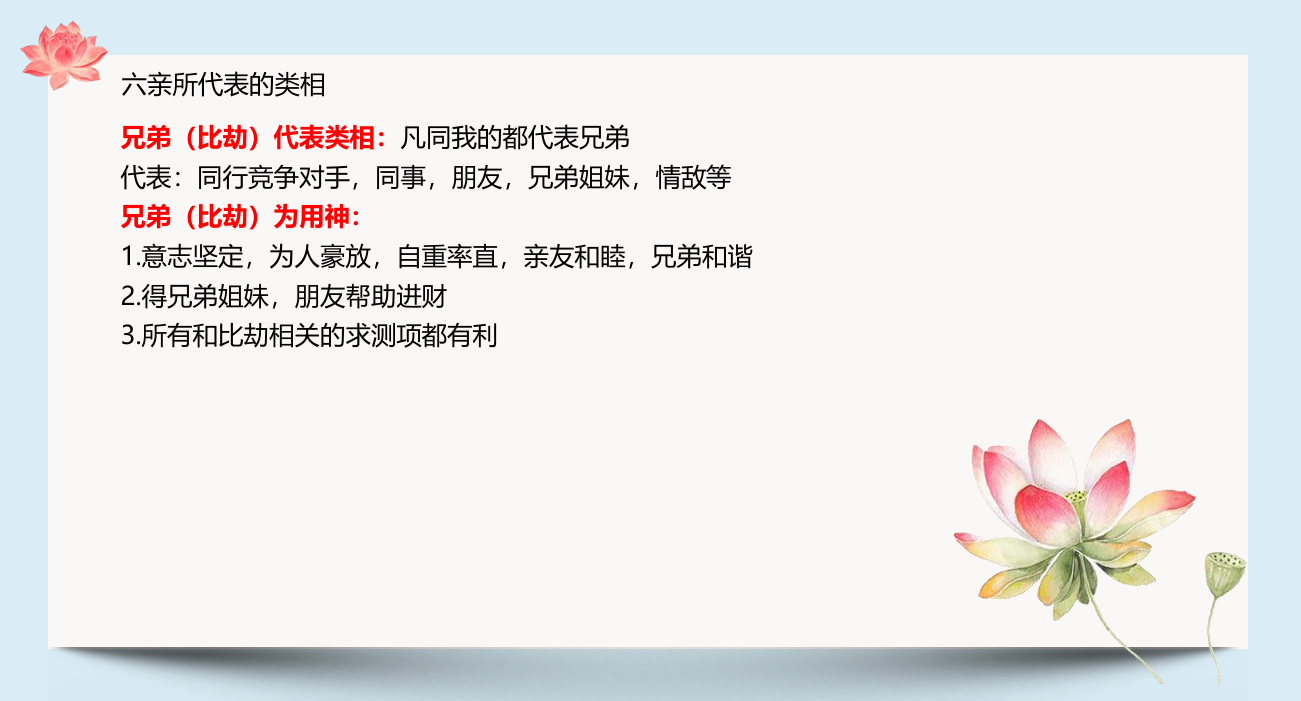 六亲所代表的类相
兄弟（比劫）代表类相：凡同我的都代表兄弟
代表：同行竞争对手，同事，朋友，兄弟姐妹，情敌等
兄弟（比劫）为用神：
1.意志坚定，为人豪放，自重率直，亲友和睦，兄弟和谐
2.得兄弟姐妹，朋友帮助进财
3.所有和比劫相关的求测项都有利